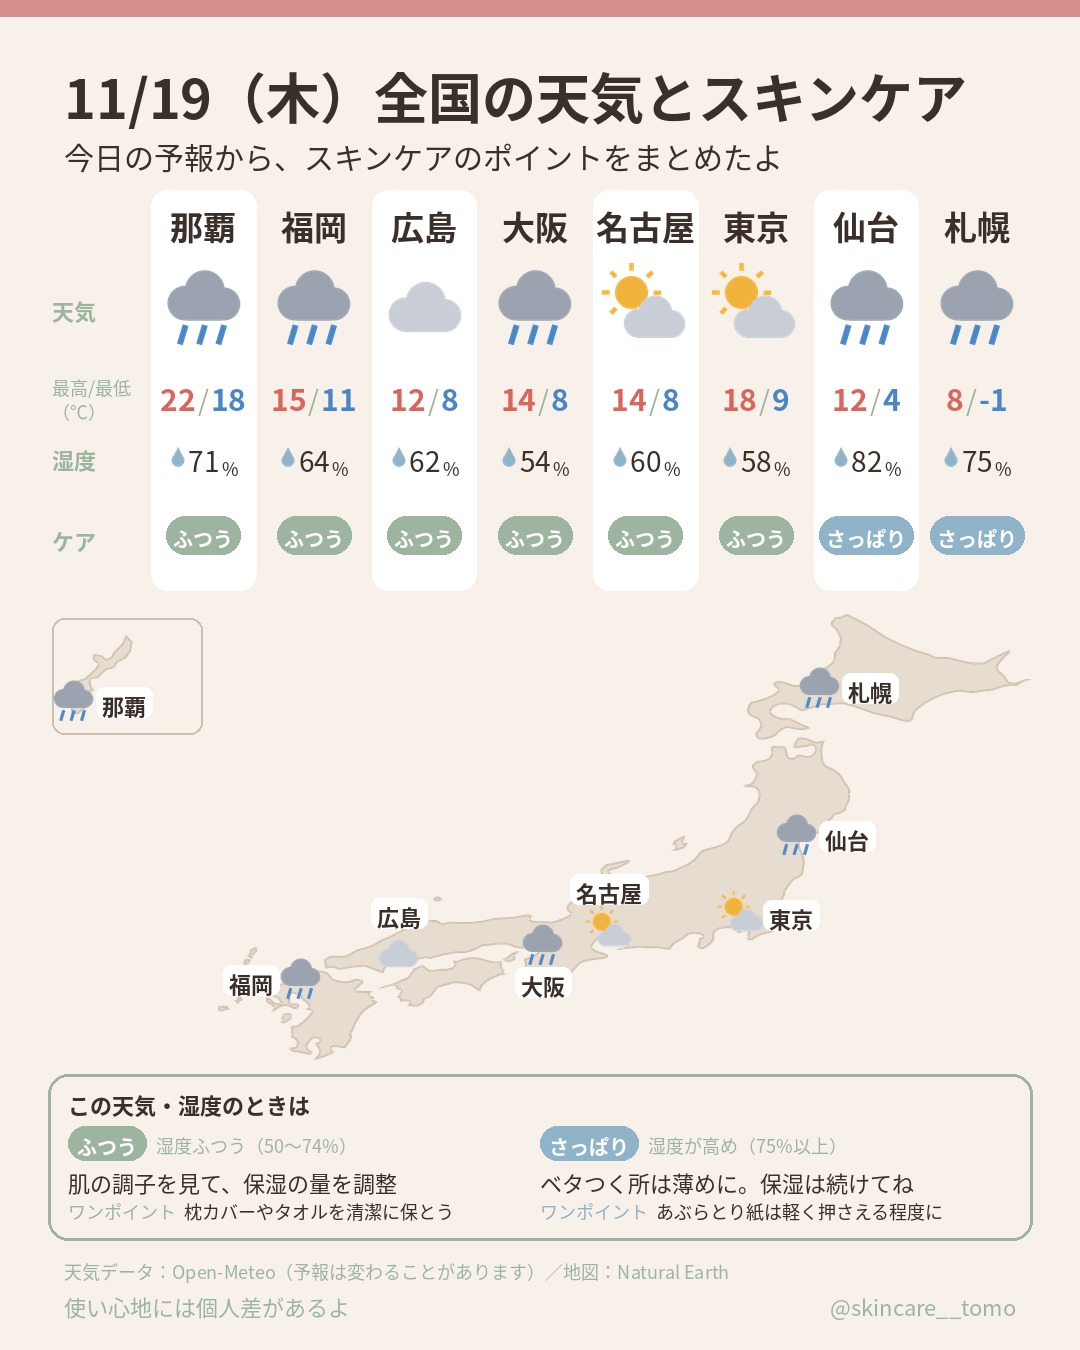 11/19（木）全国の天気とスキンケア
今日の予報から、スキンケアのポイントをまとめたよ
那覇 福岡 広島 大阪 名古屋 東京 仙台 札幌
天気
最高/最低 22/18 15/11 12/8 14/8 14/8 18/9 12/4 8/-1
（℃）
湿度 71% 64% 62% 54% 60% 58% 82% 75%
ケア ふつう ふつう ふつう ふつう ふつう ふつう さっぱり さっぱり
那覇
札幌
仙台
名古屋
広島
東京
福岡
大阪
この天気・湿度のときは
ふつう 湿度ふつう（50〜74%）
肌の調子を見て、保湿の量を調整
ワンポイント 枕カバーやタオルを清潔に保とう
さっぱり 湿度が高め（75%以上）
ベタつく所は薄めに。保湿は続けてね
ワンポイント あぶらとり紙は軽く押さえる程度に
天気データ：Open-Meteo（予報は変わることがあります）／地図：Natural Earth
使い心地には個人差があるよ
@skincare__tomo